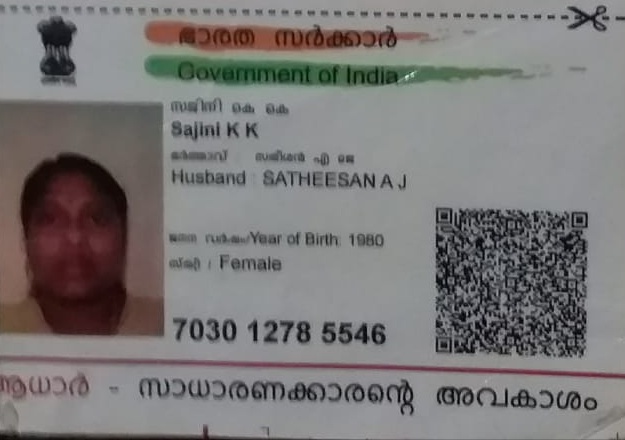 ഭാരത സർക്കാർ
Government of India
സജിനി കെ കെ
Sajini K K
ഭർത്താവ് : സതീശൻ എ ജെ
Husband : SATHEESAN A J
ജനന വർഷം/Year of Birth: 1980
സ്ത്രീ / Female
7030 1278 5546
ആധാർ - സാധാരണക്കാരന്റെ അവകാശം